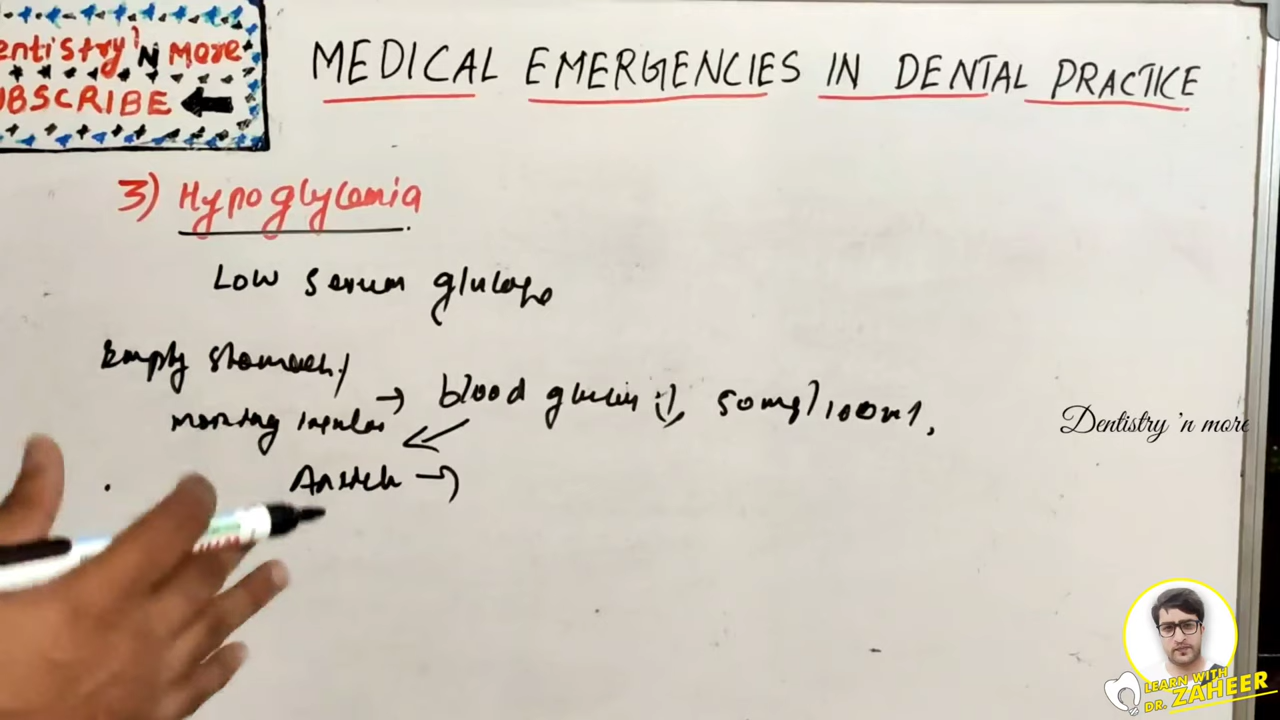 entistry'N More
UBSCRIBE
MEDICAL EMERGENCIES IN DENTAL PRACTICE
3) Hypoglycemia
Low serum glucose
Empty stomach /
morning insulin → blood glucose ↓ 50mg/100ml.
Dentistry 'n more
LEARN WITH
DR. ZAHEER